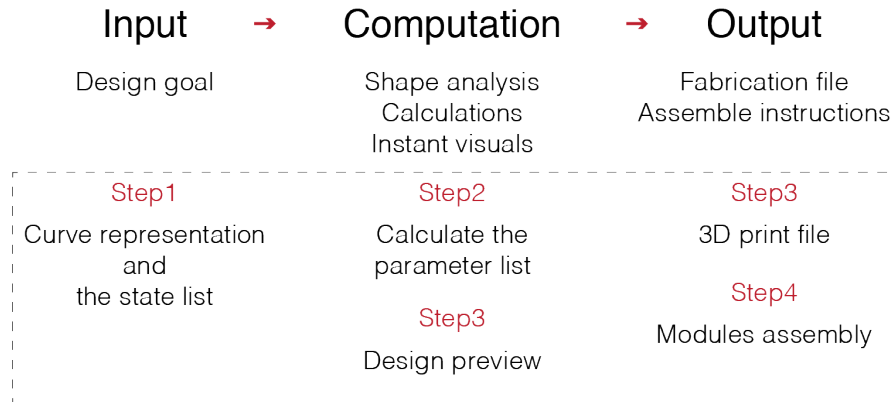 Input → Computation → Output
Design goal
Shape analysis
Calculations
Instant visuals
Fabrication file
Assemble instructions
Step1
Curve representation
and
the state list
Step2
Calculate the
parameter list
Step3
Design preview
Step3
3D print file
Step4
Modules assembly